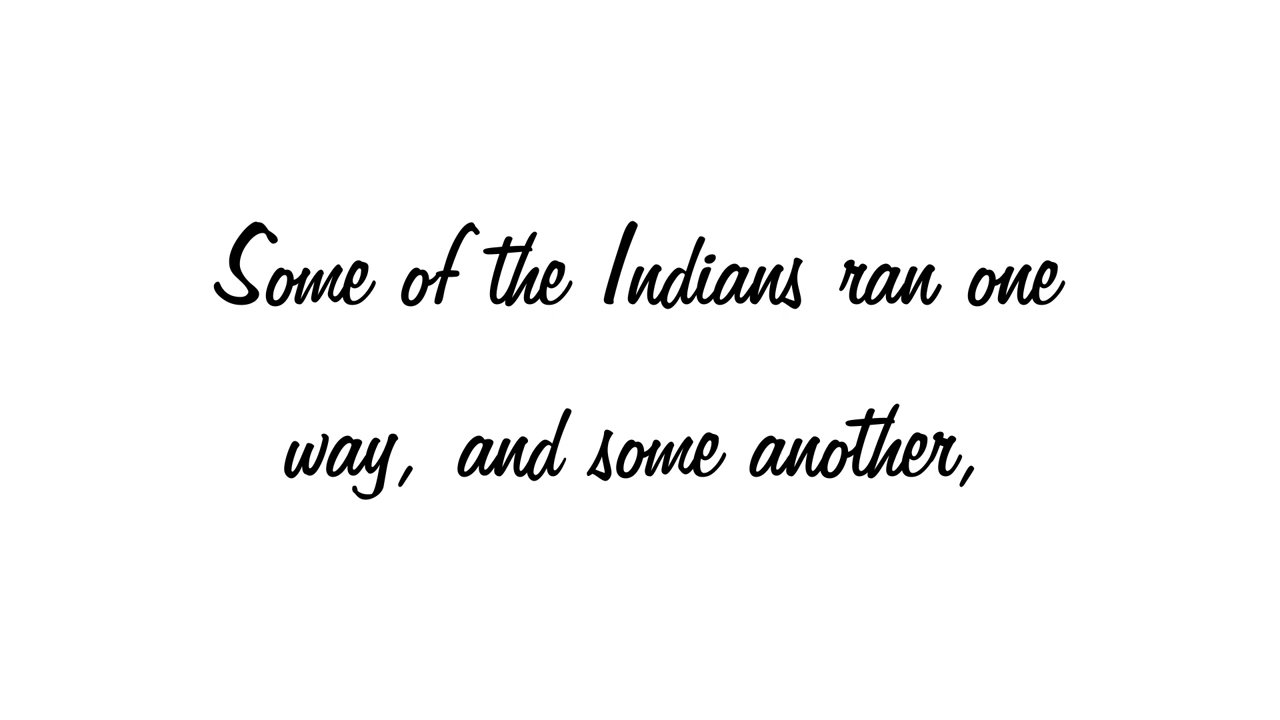 Some of the Indians ran one
way, and some another,